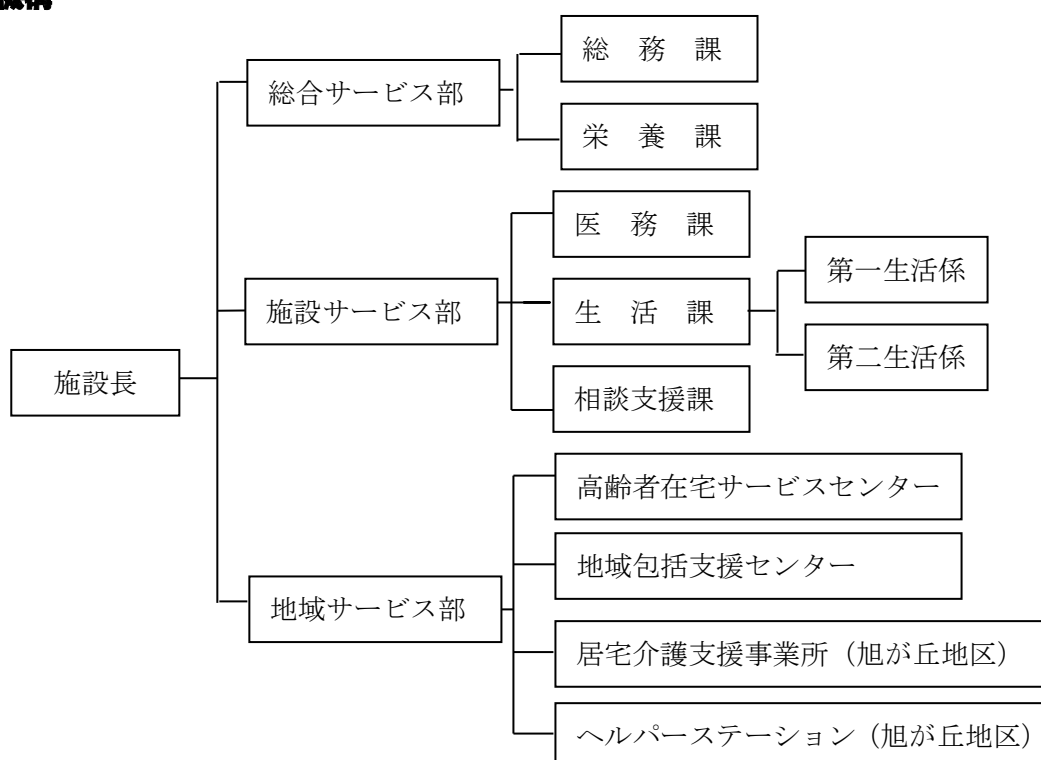 総務課
総合サービス部
栄養課
医務課
第一生活係
施設サービス部
生活課
第二生活係
施設長
相談支援課
高齢者在宅サービスセンター
地域包括支援センター
地域サービス部
居宅介護支援事業所（旭が丘地区）
ヘルパーステーション（旭が丘地区）